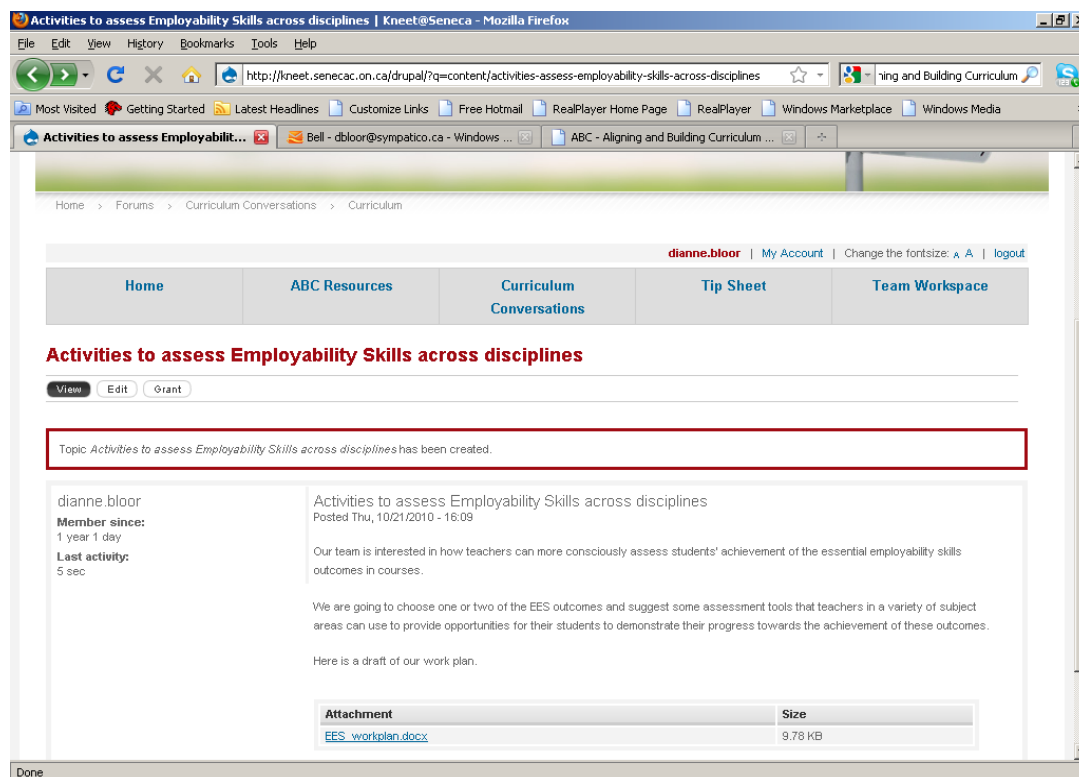 Activities to assess Employability Skills across disciplines | Kneet@Seneca - Mozilla Firefox
File Edit View History Bookmarks Tools Help
http://kneet.senecac.on.ca/drupal/?q=content/activities-assess-employability-skills-across-disciplines ning and Building Curriculum
Most Visited Getting Started Latest Headlines Customize Links Free Hotmail RealPlayer Home Page RealPlayer Windows Marketplace Windows Media
Activities to assess Employabilit... Bell - dbloor@sympatico.ca - Windows ... ABC - Aligning and Building Curriculum ...
Home > Forums > Curriculum Conversations > Curriculum
dianne.bloor | My Account | Change the fontsize: A A | logout
Home ABC Resources Curriculum Tip Sheet Team Workspace
Conversations
Activities to assess Employability Skills across disciplines
View Edit Grant
Topic Activities to assess Employability Skills across disciplines has been created.
dianne.bloor
Member since:
1 year 1 day
Last activity:
5 sec
Activities to assess Employability Skills across disciplines
Posted Thu, 10/21/2010 - 16:09
Our team is interested in how teachers can more consciously assess students' achievement of the essential employability skills
outcomes in courses.
We are going to choose one or two of the EES outcomes and suggest some assessment tools that teachers in a variety of subject
areas can use to provide opportunities for their students to demonstrate their progress towards the achievement of these outcomes.
Here is a draft of our work plan.
Attachment Size
EES_workplan.docx 9.78 KB
Done